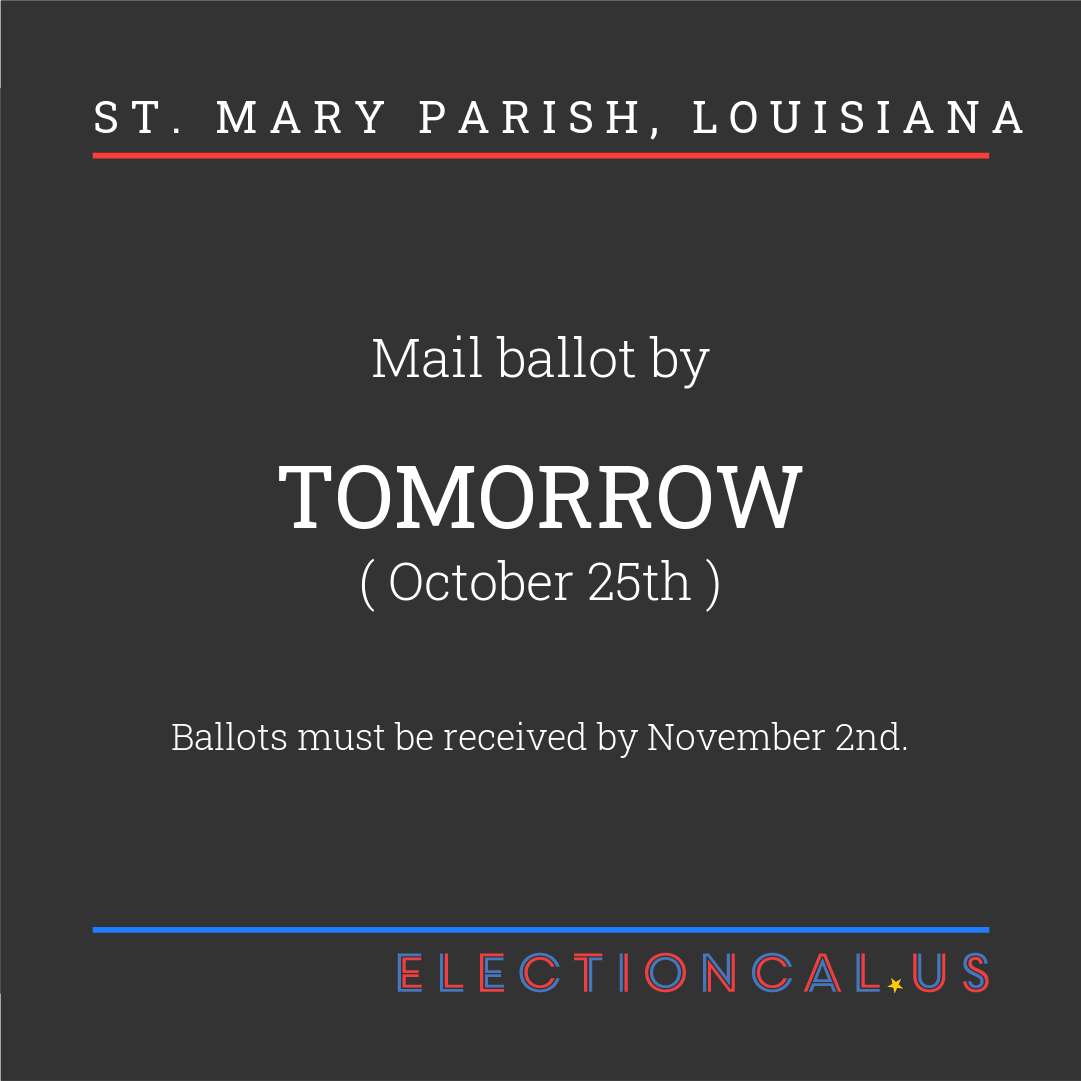 ST. MARY PARISH, LOUISIANA
Mail ballot by
TOMORROW
( October 25th )
Ballots must be received by November 2nd.
ELECTIONCAL.US